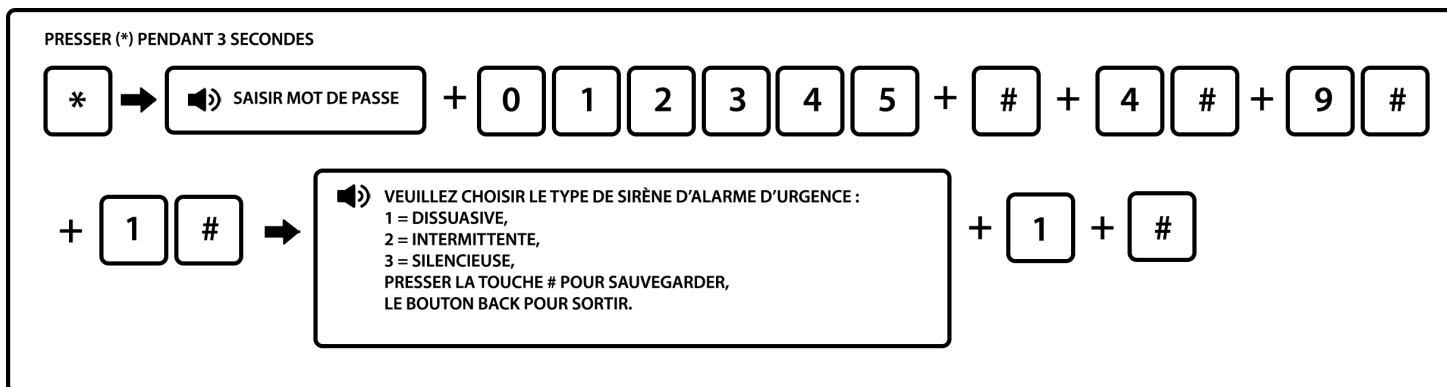 PRESSER (*) PENDANT 3 SECONDES
* SAISIR MOT DE PASSE + 0 1 2 3 4 5 + # + 4 # + 9 #
+ 1 # VEUILLEZ CHOISIR LE TYPE DE SIRÈNE D'ALARME D'URGENCE :
1 = DISSUASIVE,
2 = INTERMITTENTE,
3 = SILENCIEUSE,
PRESSER LA TOUCHE # POUR SAUVEGARDER,
LE BOUTON BACK POUR SORTIR.
+ 1 + #